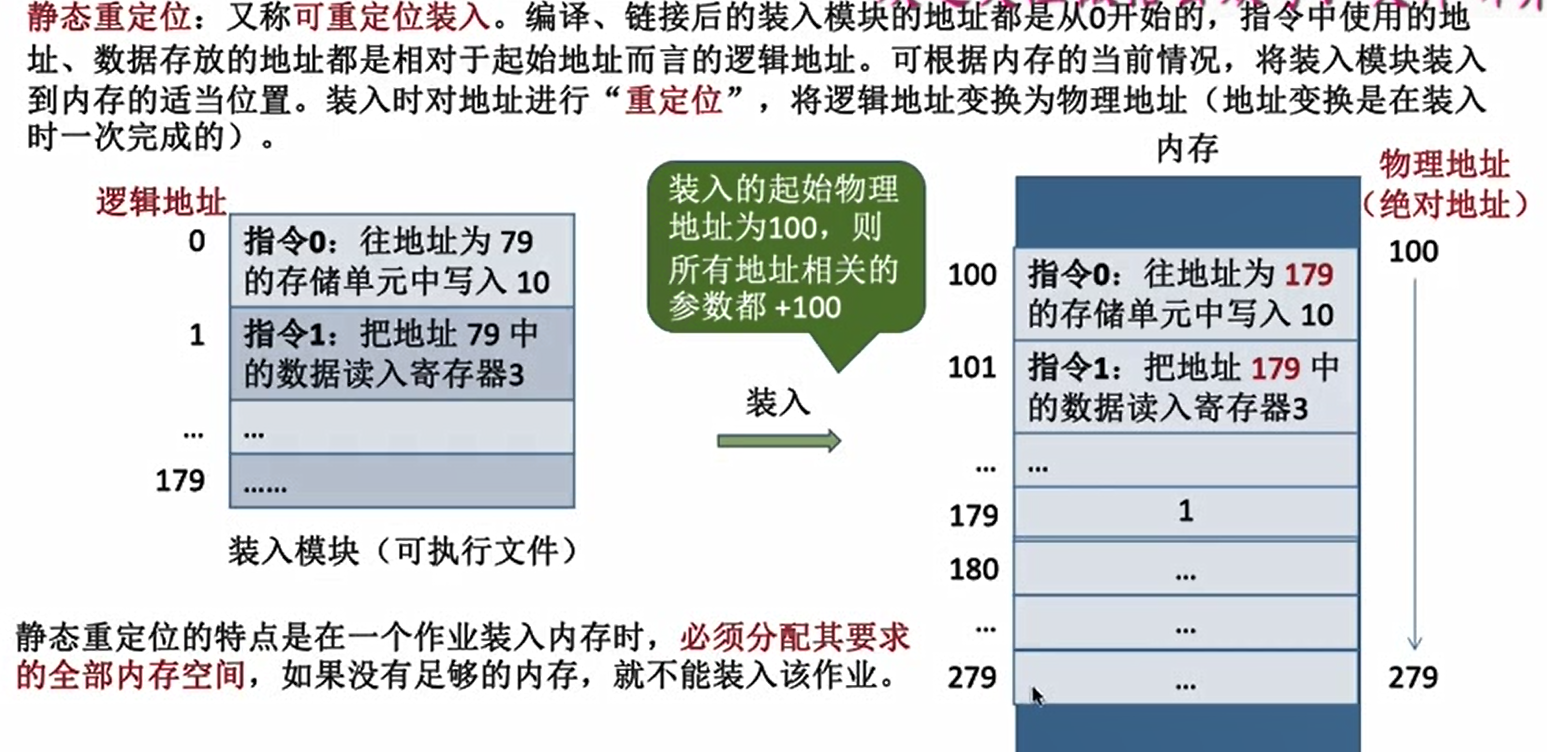 静态重定位：又称可重定位装入。编译、链接后的装入模块的地址都是从0开始的，指令中使用的地
址、数据存放的地址都是相对于起始地址而言的逻辑地址。可根据内存的当前情况，将装入模块装入
到内存的适当位置。装入时对地址进行“重定位”，将逻辑地址变换为物理地址（地址变换是在装入
时一次完成的）。
逻辑地址
0
指令0：往地址为 79
的存储单元中写入 10
1
指令1：把地址 79 中
的数据读入寄存器3
...
...
179
......
装入模块（可执行文件）
装入的起始物理
地址为100，则
所有地址相关的
参数都 +100
装入
内存
物理地址
（绝对地址）
100
指令0：往地址为 179
的存储单元中写入 10
101
指令1：把地址 179 中
的数据读入寄存器3
...
...
179
1
180
...
...
...
279
...
100
279
静态重定位的特点是在一个作业装入内存时，必须分配其要求
的全部内存空间，如果没有足够的内存，就不能装入该作业。